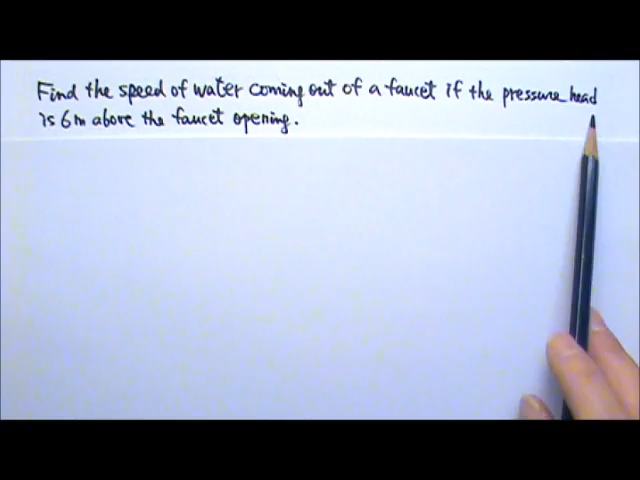 Find the speed of water coming out of a faucet if the pressure head
is 6m above the faucet opening.